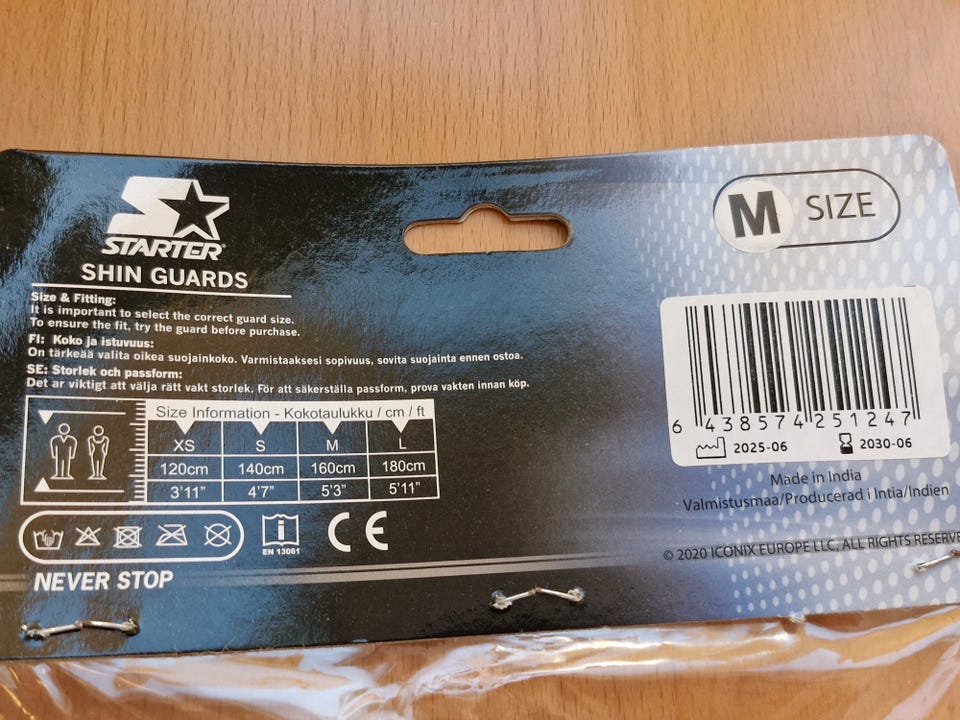 STARTER®
SHIN GUARDS
Size & Fitting:
It is important to select the correct guard size.
To ensure the fit, try the guard before purchase.
FI: Koko ja istuvuus:
On tärkeää valita oikea suojainkoko. Varmistaaksesi sopivuus, sovita suojainta ennen ostoa.
SE: Storlek och passform:
Det ar viktigt att välja rätt vakt storlek. För att säkerställa passform, prova vakten innan köp.
Size Information - Kokotaulukku / cm / ft
XS S M L
120cm 140cm 160cm 180cm
3'11" 4'7" 5'3" 5'11"
i
EN 13061
CE
NEVER STOP
M SIZE
6 438574 251247
2025-06 2030-06
Made in India
Valmistusmaa/Producerad i Intia/Indien
© 2020 ICONIX EUROPE LLC, ALL RIGHTS RESERVE